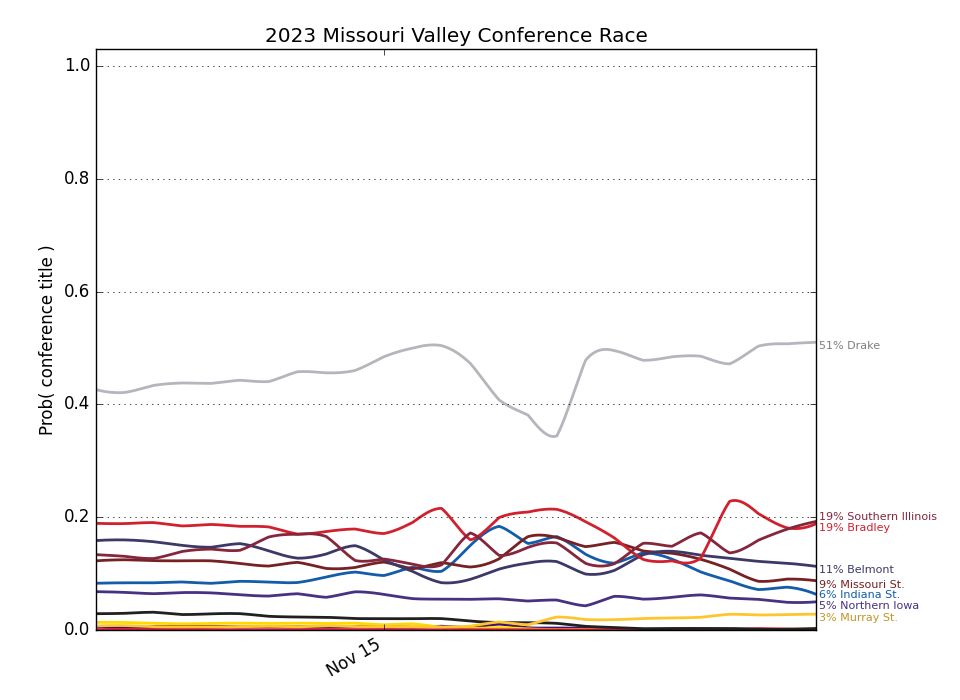 2023 Missouri Valley Conference Race
Prob( conference title )
1.0
0.8
0.6
0.4
0.2
0.0
Nov 15
51% Drake
19% Southern Illinois
19% Bradley
11% Belmont
9% Missouri St.
6% Indiana St.
5% Northern Iowa
3% Murray St.